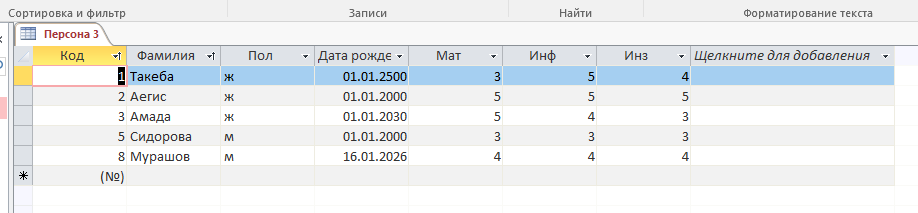 Сортировка и фильтр Записи Найти Форматирование текста
Персона 3
Код Фамилия Пол Дата рожде Мат Инф Инз Щелкните для добавления
1 Такеба ж 01.01.2500 3 5 4
2 Аегис ж 01.01.2000 5 5 5
3 Амада ж 01.01.2030 5 4 3
5 Сидорова м 01.01.2000 3 3 3
8 Мурашов м 16.01.2026 4 4 4
(№)